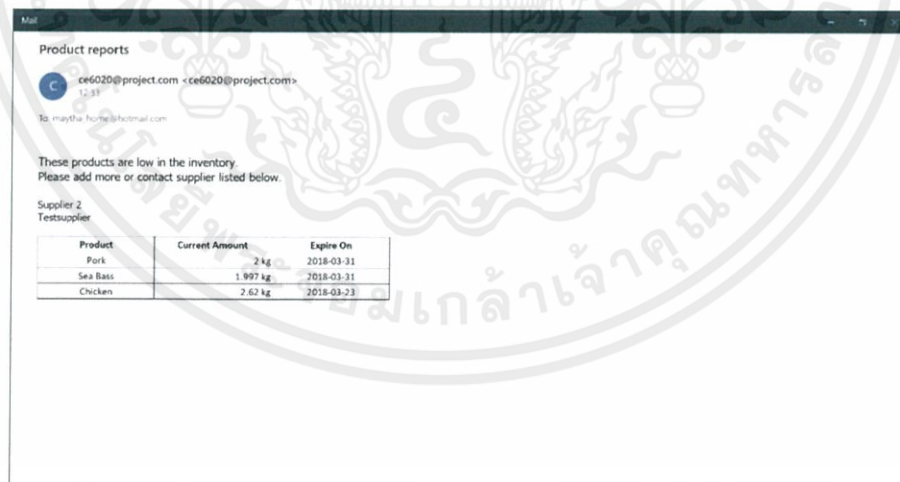 Mail
Product reports
C
ce6020@project.com <ce6020@project.com>
12:53
To: maytha_home@hotmail.com
These products are low in the inventory.
Please add more or contact supplier listed below.
Supplier 2
Testsupplier
Product Current Amount Expire On
Pork 2 kg 2018-03-31
Sea Bass 1.997 kg 2018-03-31
Chicken 2.62 kg 2018-03-23